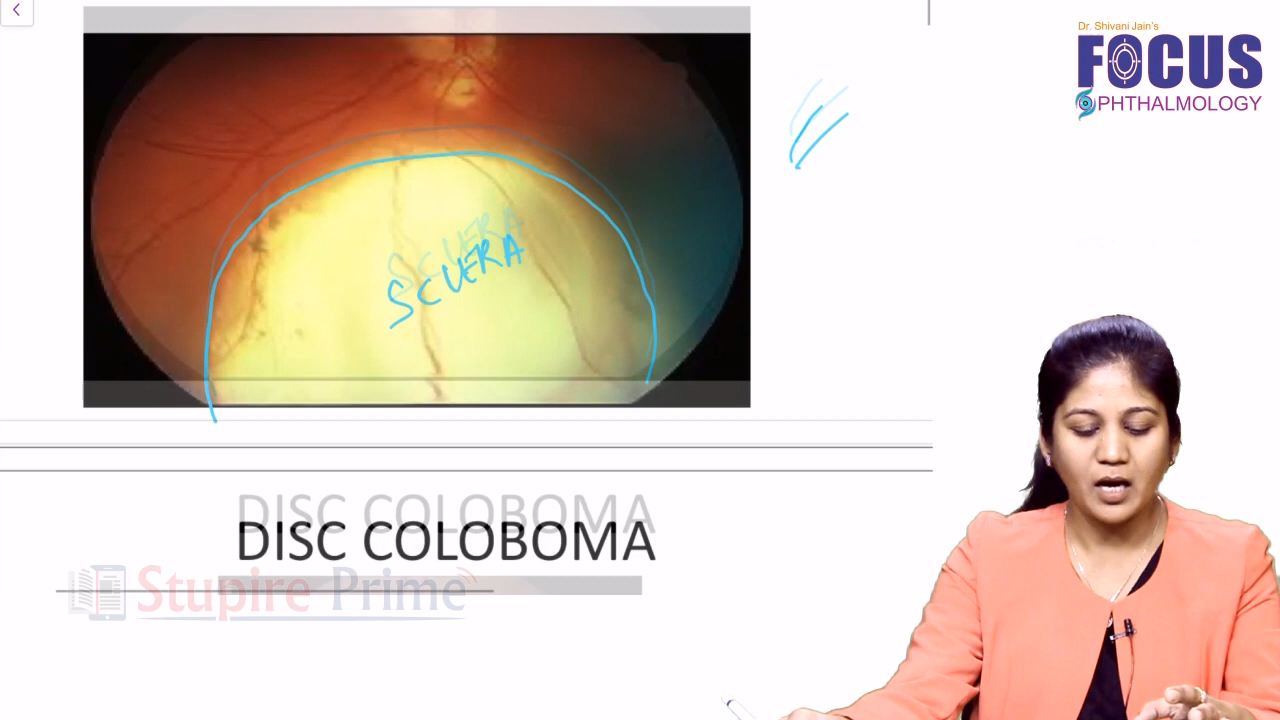 Dr. Shivani Jain's
FOCUS
OPHTHALMOLOGY
SCLERA
DISC COLOBOMA
Stupire Prime